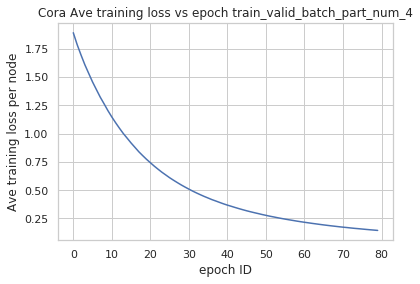 Cora Ave training loss vs epoch train_valid_batch_part_num_4
Ave training loss per node
1.75
1.50
1.25
1.00
0.75
0.50
0.25
0 10 20 30 40 50 60 70 80
epoch ID